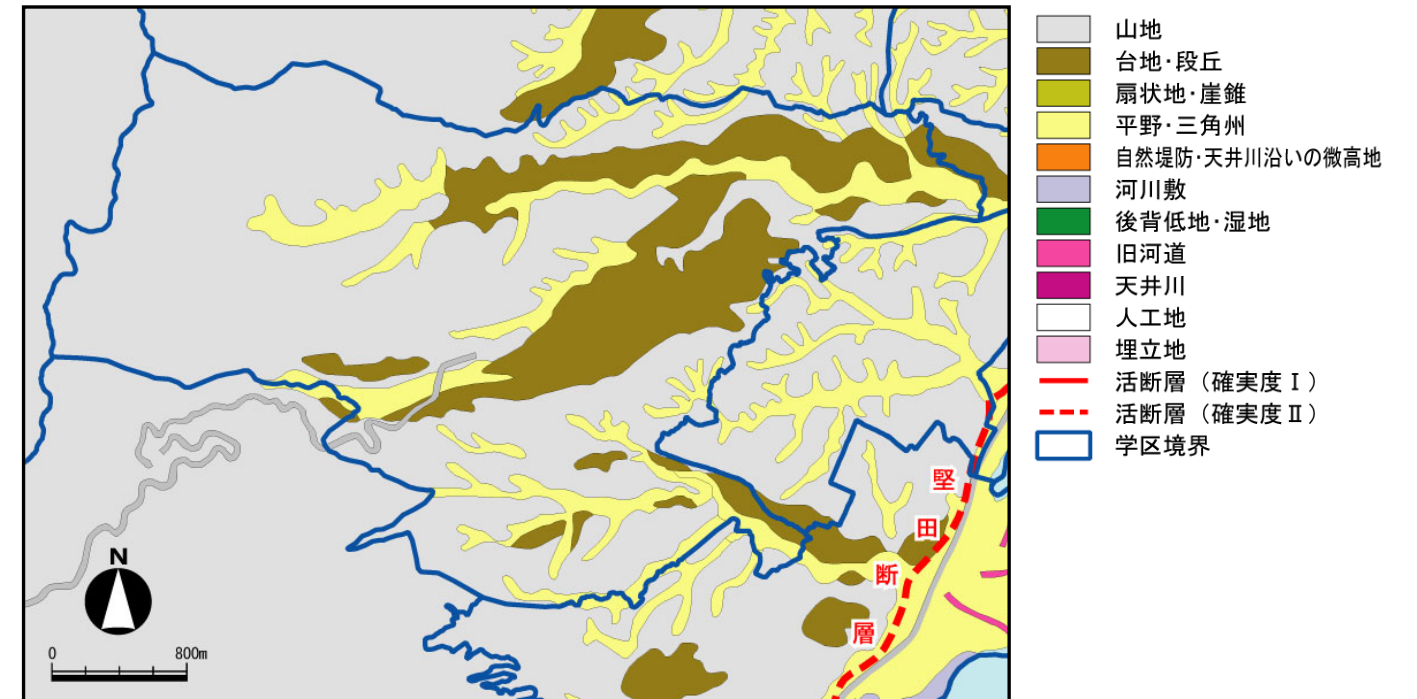 山地
台地・段丘
扇状地・崖錐
平野・三角州
自然堤防・天井川沿いの微高地
河川敷
後背低地・湿地
旧河道
天井川
人工地
埋立地
活断層（確実度Ⅰ）
活断層（確実度Ⅱ）
学区境界
堅
田
断
層
N
0 800m